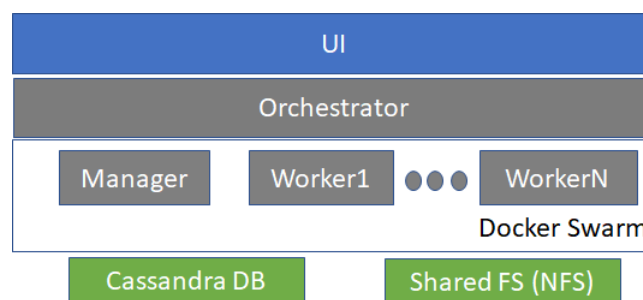 UI
Orchestrator
Manager Worker1 WorkerN
Docker Swarm
Cassandra DB Shared FS (NFS)